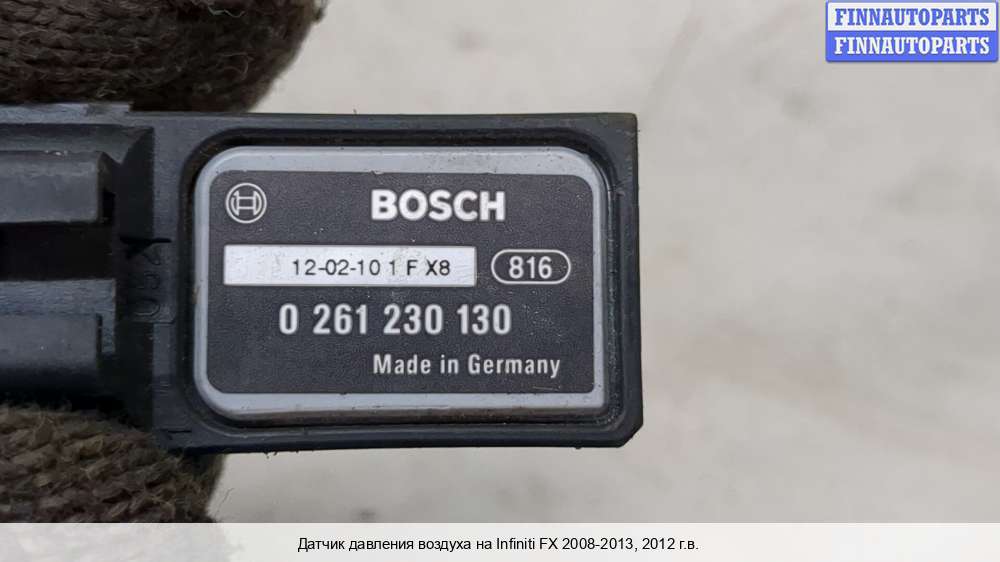 FINNAUTOPARTS
FINNAUTOPARTS
BOSCH
12-02-10 1 F X8
816
0 261 230 130
Made in Germany
Датчик давления воздуха на Infiniti FX 2008-2013, 2012 г.в.